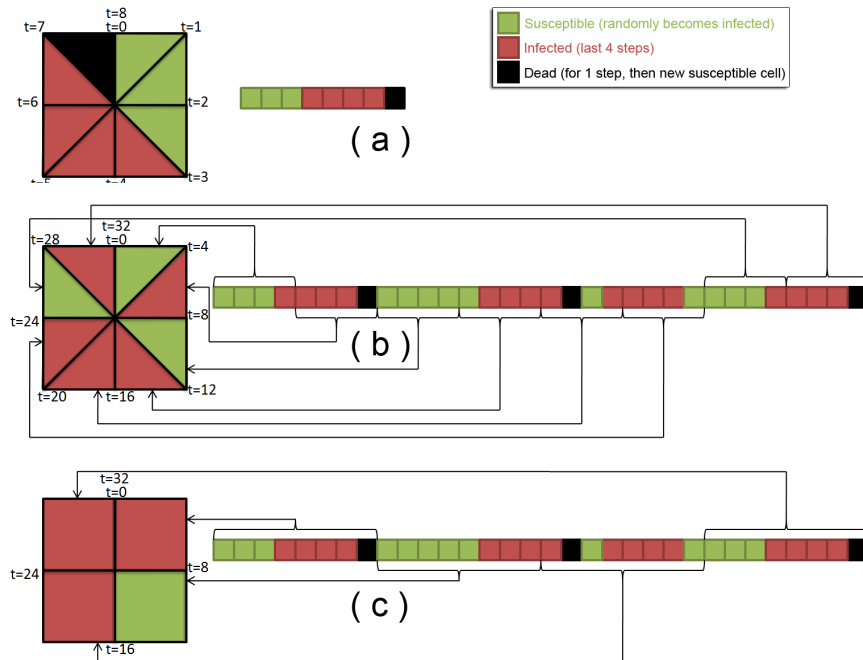 t=8
t=7
t=0
t=1
t=6
t=2
t=3
( a )
Susceptible (randomly becomes infected)
Infected (last 4 steps)
Dead (for 1 step, then new susceptible cell)
t=32
t=28
t=0
t=4
t=24
t=8
t=20
t=16
t=12
( b )
t=32
t=0
t=24
t=8
t=16
( c )